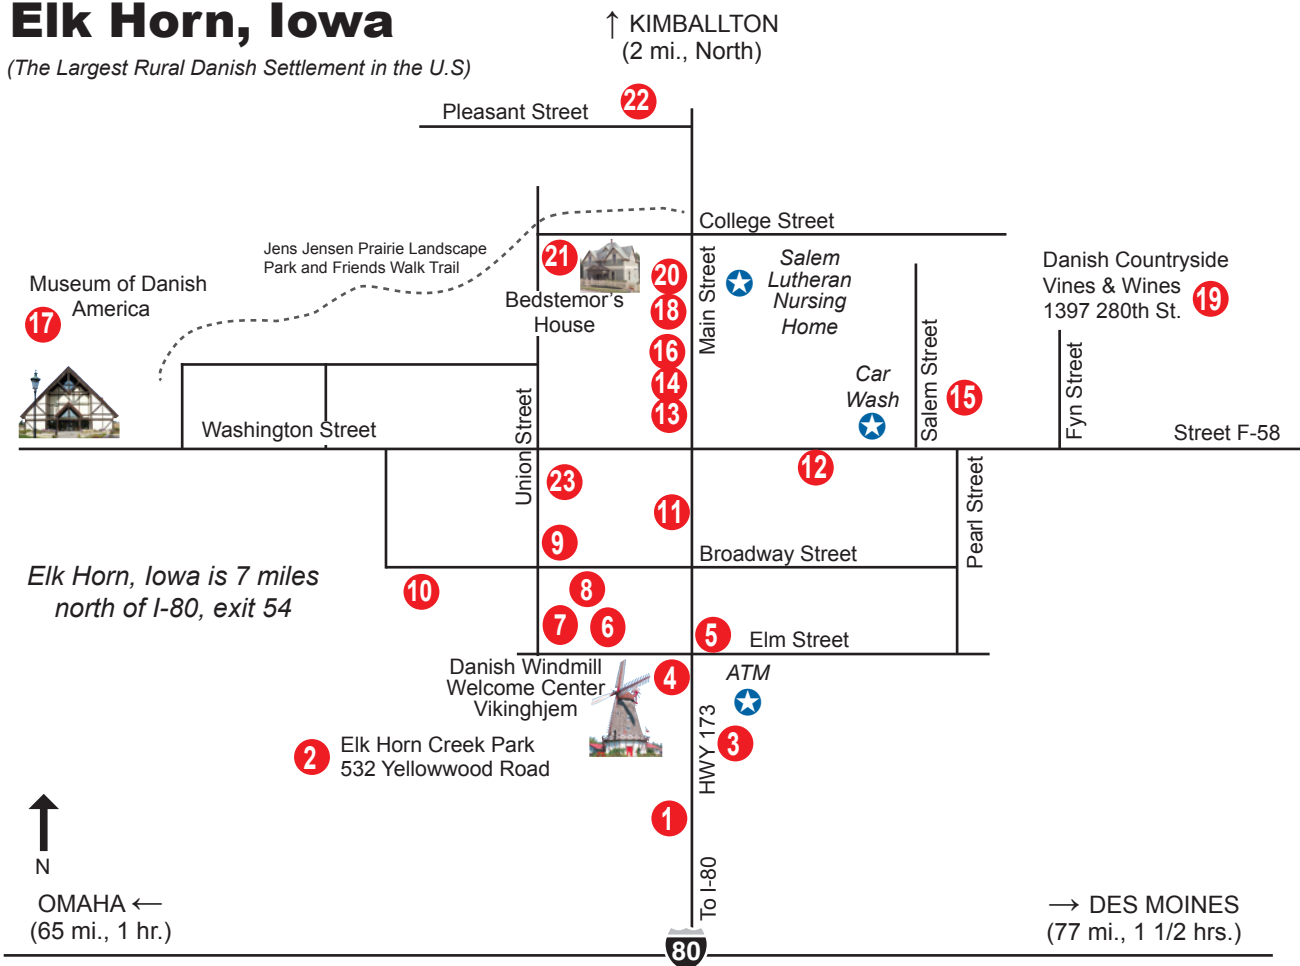 Elk Horn, Iowa
(The Largest Rural Danish Settlement in the U.S)
↑ KIMBALLTON
(2 mi., North)
22
Pleasant Street
College Street
Jens Jensen Prairie Landscape
Park and Friends Walk Trail
21
Bedstemor's
House
20
18
16
14
13
Main Street
Salem
Lutheran
Nursing
Home
Danish Countryside
Vines & Wines
1397 280th St.
19
Museum of Danish
America
17
Car
Wash
Salem Street
15
Fyn Street
Washington Street
Union Street
Street F-58
23
12
11
Pearl Street
9
Broadway Street
Elk Horn, Iowa is 7 miles
north of I-80, exit 54
10
8
7
6
5
Elm Street
Danish Windmill
Welcome Center
Vikinghjem
4
ATM
2
Elk Horn Creek Park
532 Yellowwood Road
HWY 173
3
1
N
To I-80
OMAHA ←
(65 mi., 1 hr.)
→ DES MOINES
(77 mi., 1 1/2 hrs.)
80